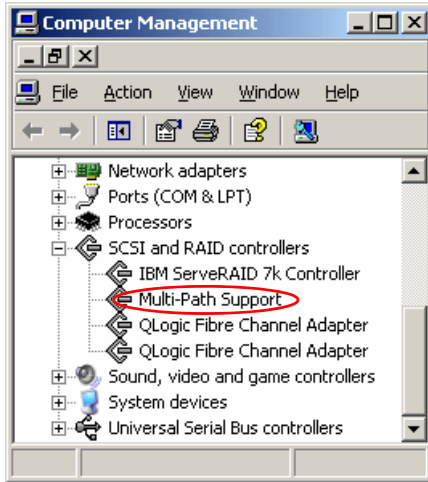 Computer Management
File Action View Window Help
Network adapters
Ports (COM & LPT)
Processors
SCSI and RAID controllers
IBM ServeRAID 7k Controller
Multi-Path Support
QLogic Fibre Channel Adapter
QLogic Fibre Channel Adapter
Sound, video and game controllers
System devices
Universal Serial Bus controllers